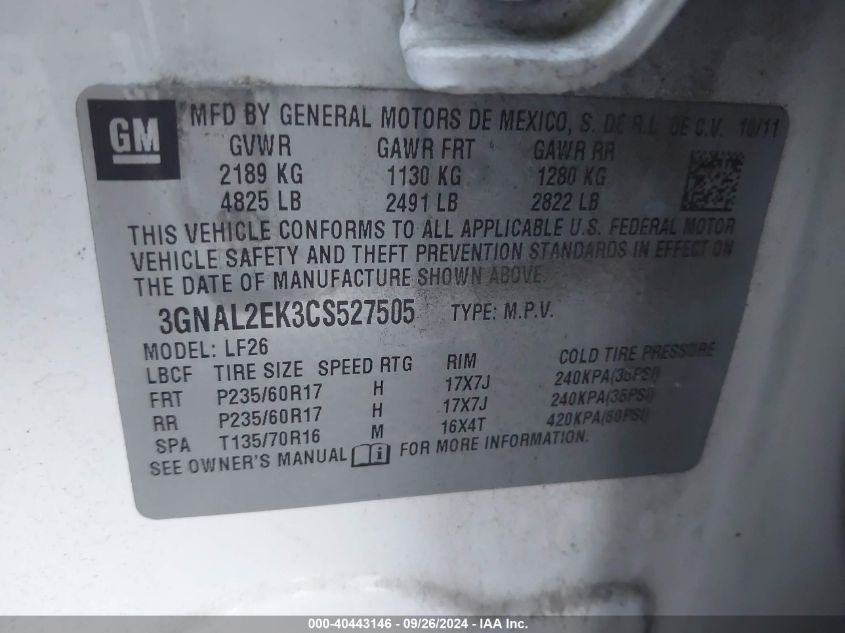 GM
MFD BY GENERAL MOTORS DE MEXICO, S. DE R.L. DE C.V. 10/11
GVWR GAWR FRT GAWR RR
2189 KG 1130 KG 1280 KG
4825 LB 2491 LB 2822 LB
THIS VEHICLE CONFORMS TO ALL APPLICABLE U.S. FEDERAL MOTOR
VEHICLE SAFETY AND THEFT PREVENTION STANDARDS IN EFFECT ON
THE DATE OF MANUFACTURE SHOWN ABOVE.
3GNAL2EK3CS527505 TYPE: M.P.V.
MODEL: LF26
LBCF TIRE SIZE SPEED RTG RIM COLD TIRE PRESSURE
FRT P235/60R17 H 17X7J 240KPA(35PSI)
RR P235/60R17 H 17X7J 240KPA(35PSI)
SPA T135/70R16 M 16X4T 420KPA(60PSI)
SEE OWNER'S MANUAL FOR MORE INFORMATION.
000-40443146 - 09/26/2024 - IAA Inc.